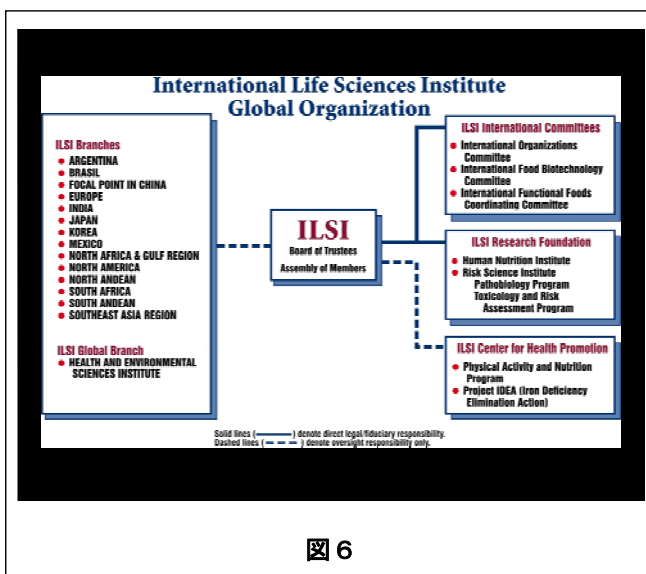 International Life Sciences Institute
Global Organization
ILSI Branches
ARGENTINA
BRASIL
FOCAL POINT IN CHINA
EUROPE
INDIA
JAPAN
KOREA
MEXICO
NORTH AFRICA & GULF REGION
NORTH AMERICA
NORTH ANDEAN
SOUTH AFRICA
SOUTH ANDEAN
SOUTHEAST ASIA REGION
ILSI Global Branch
HEALTH AND ENVIRONMENTAL
SCIENCES INSTITUTE
ILSI
Board of Trustees
Assembly of Members
ILSI International Committees
International Organizations
Committee
International Food Biotechnology
Committee
International Functional Foods
Coordinating Committee
ILSI Research Foundation
Human Nutrition Institute
Risk Science Institute
Pathobiology Program
Toxicology and Risk
Assessment Program
ILSI Center for Health Promotion
Physical Activity and Nutrition
Program
Project IDEA (Iron Deficiency
Elimination Action)
Solid lines ( ) denote direct legal/fiduciary responsibility.
Dashed lines ( ) denote oversight responsibility only.
図6